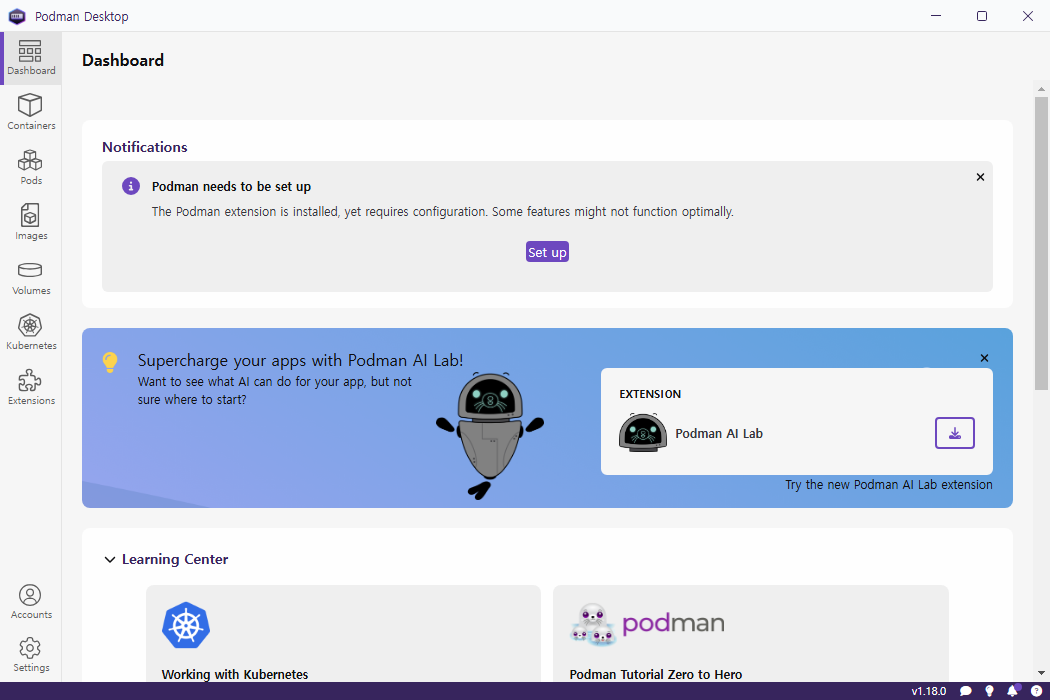 Podman Desktop
Dashboard
Containers
Pods
Images
Volumes
Kubernetes
Extensions
Accounts
Settings
Dashboard
Notifications
Podman needs to be set up
The Podman extension is installed, yet requires configuration. Some features might not function optimally.
Set up
Supercharge your apps with Podman AI Lab!
Want to see what AI can do for your app, but not
sure where to start?
EXTENSION
Podman AI Lab
Try the new Podman AI Lab extension
Learning Center
Working with Kubernetes
podman
Podman Tutorial Zero to Hero
v1.18.0